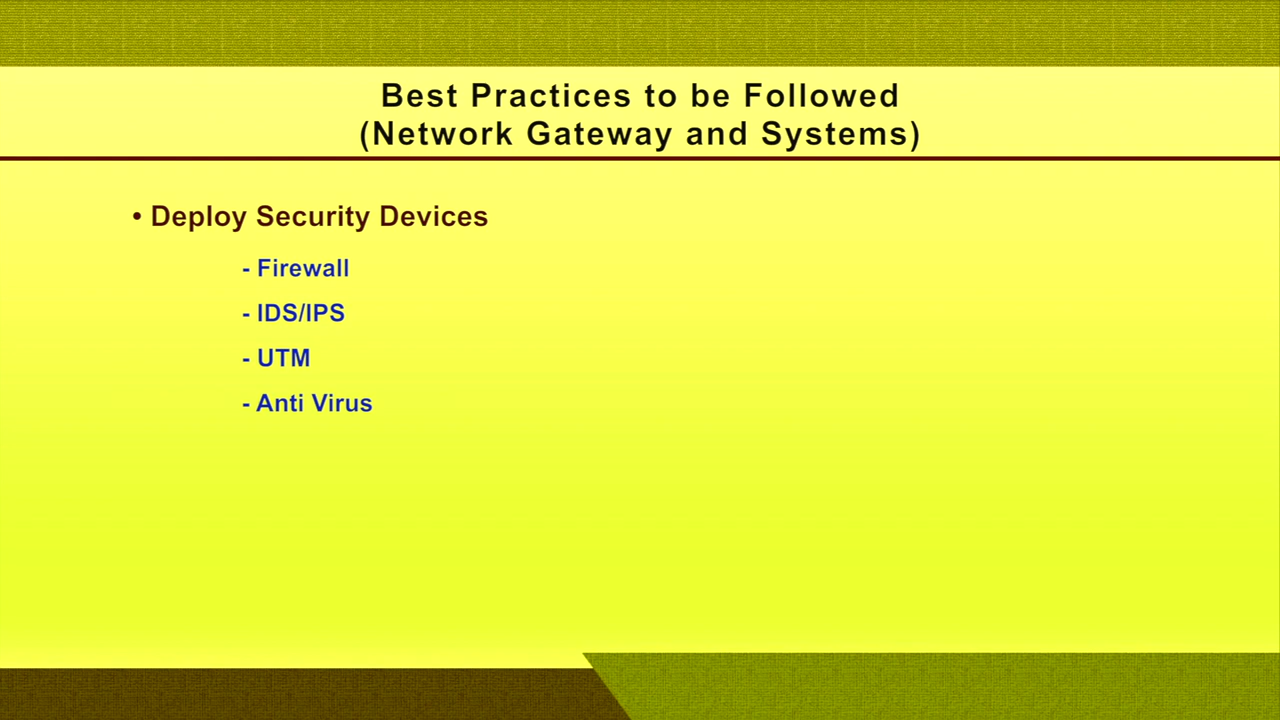 Best Practices to be Followed
(Network Gateway and Systems)
• Deploy Security Devices
- Firewall
- IDS/IPS
- UTM
- Anti Virus